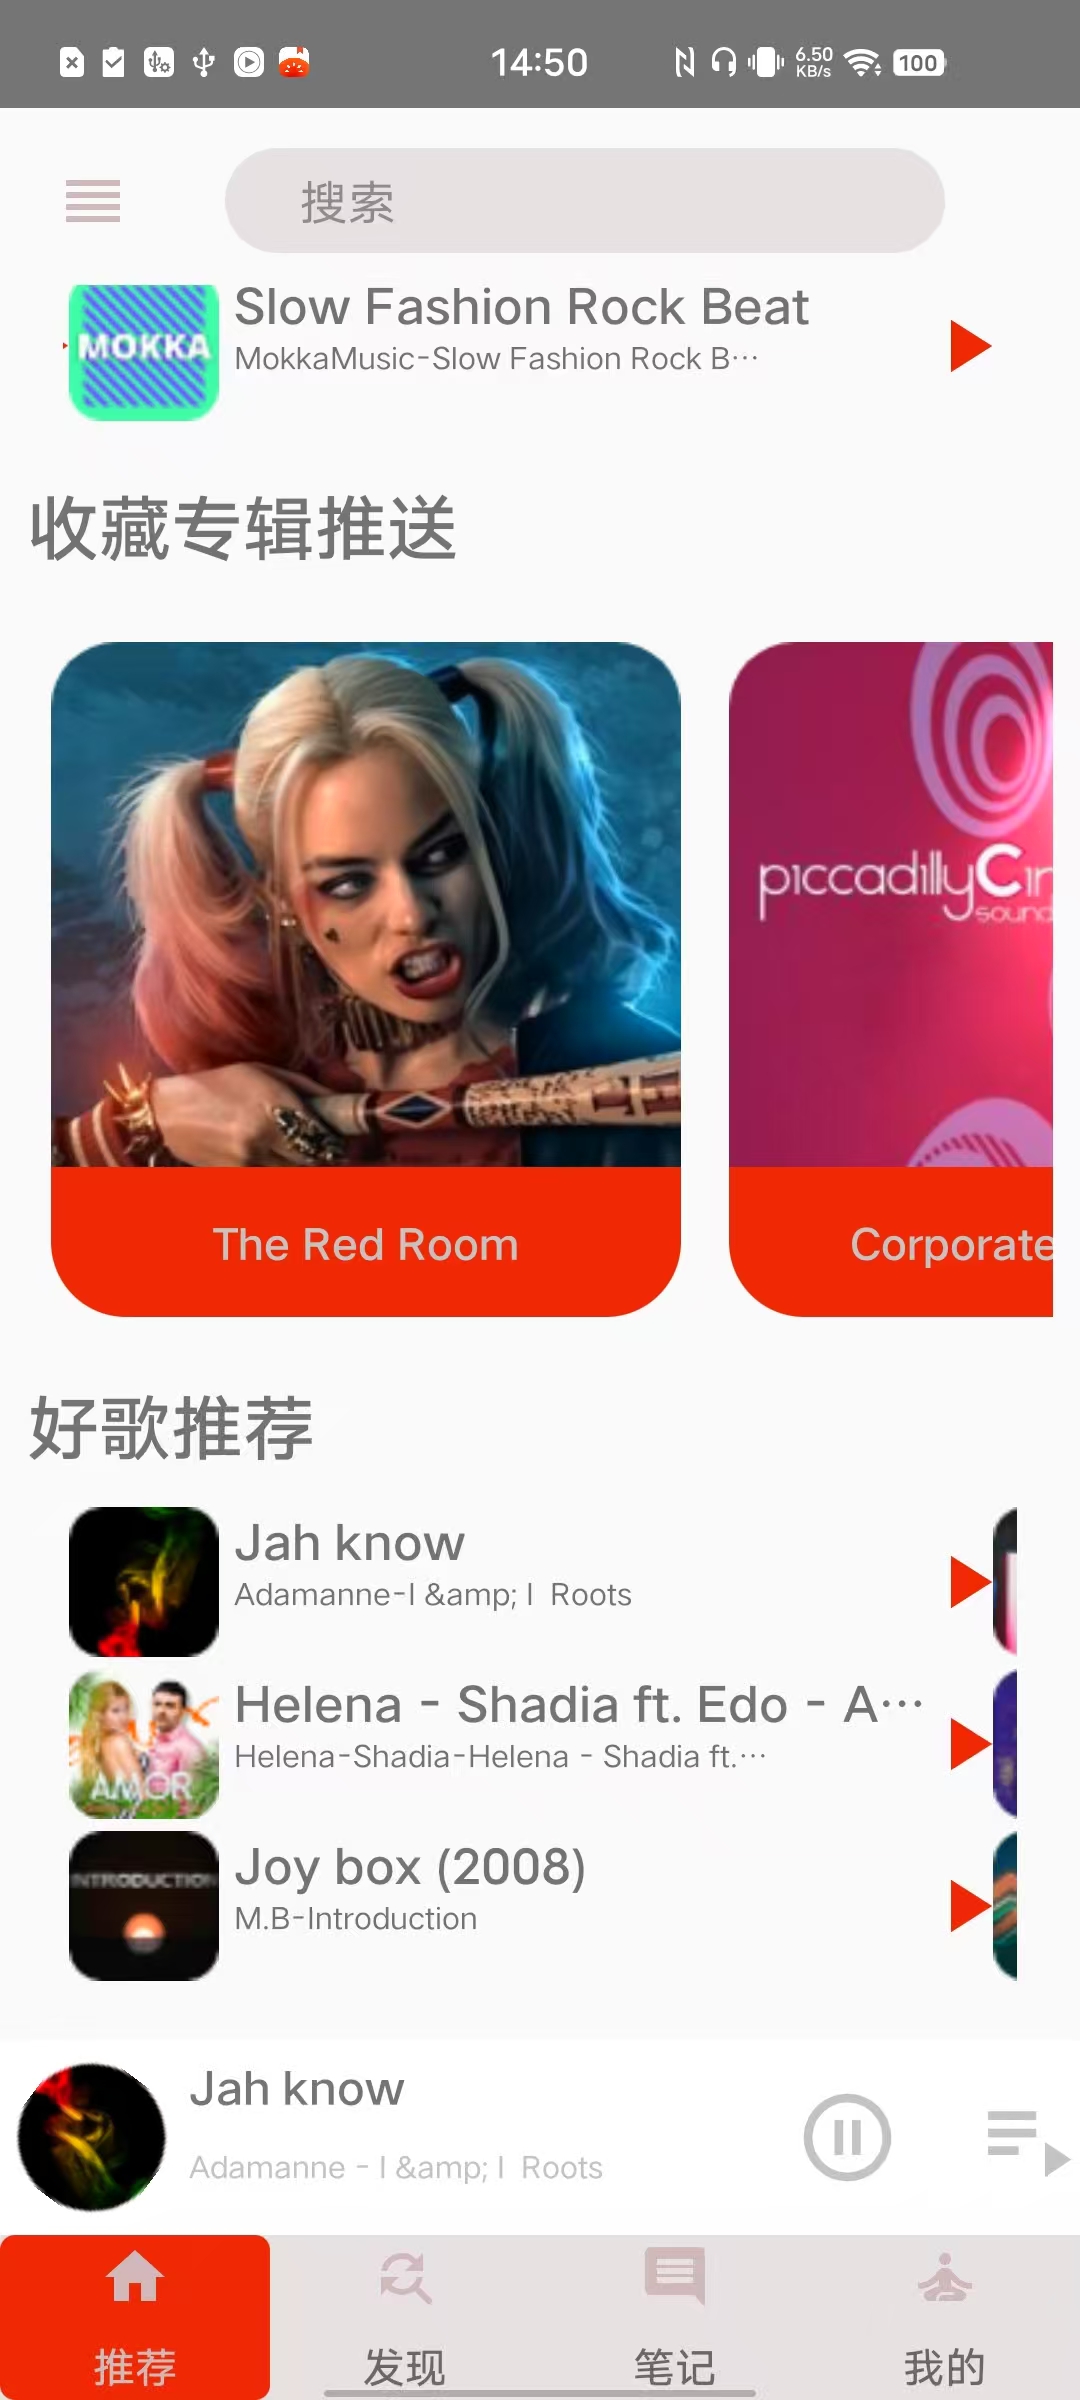 14:50
6.50
KB/s
100
搜索
MOKKA
Slow Fashion Rock Beat
MokkaMusic-Slow Fashion Rock B···
收藏专辑推送
piccadillyCir
sound
The Red Room
Corporate
好歌推荐
Jah know
Adamanne-I &amp; I  Roots
AMOR
Helena - Shadia ft. Edo - A···
Helena-Shadia-Helena - Shadia ft.···
INTRODUCTION
Joy box (2008)
M.B-Introduction
Jah know
Adamanne - I &amp; I  Roots
推荐
发现
笔记
我的